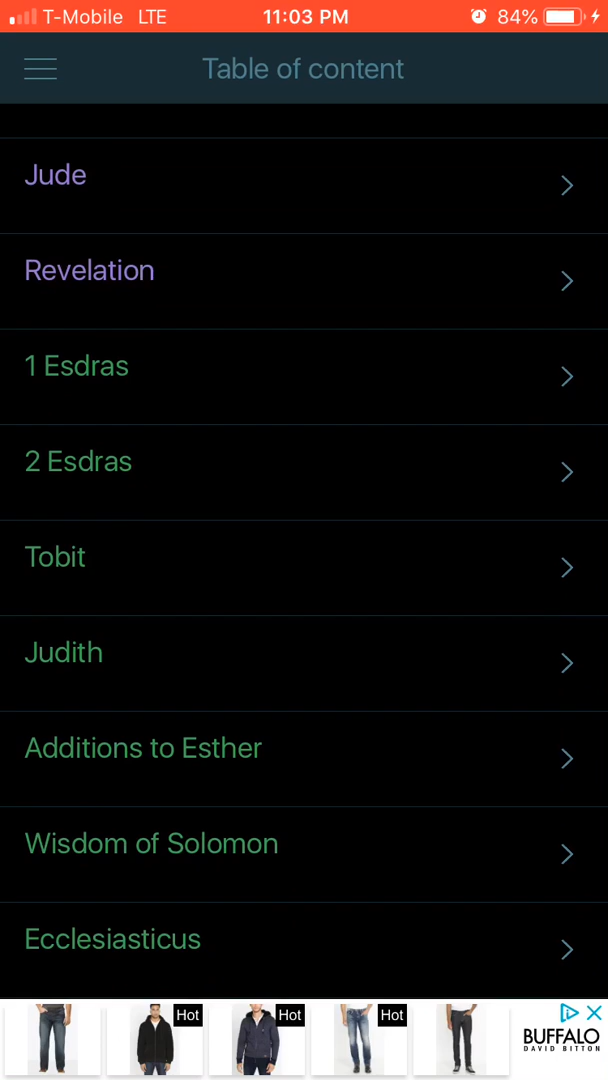 T-Mobile LTE 11:03 PM 84%
Table of content
Jude
Revelation
1 Esdras
2 Esdras
Tobit
Judith
Additions to Esther
Wisdom of Solomon
Ecclesiasticus
Hot Hot Hot
BUFFALO
DAVID BITTON